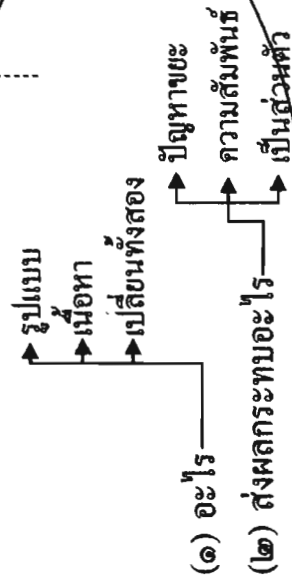 (๑) อะไร
รูปแบบ
เนื้อหา
เปลี่ยนทั้งสอง
(๒) ส่งผลกระทบอะไร
ปัญหาขยะ
ความสัมพันธ์
เป็นส่วนตัว